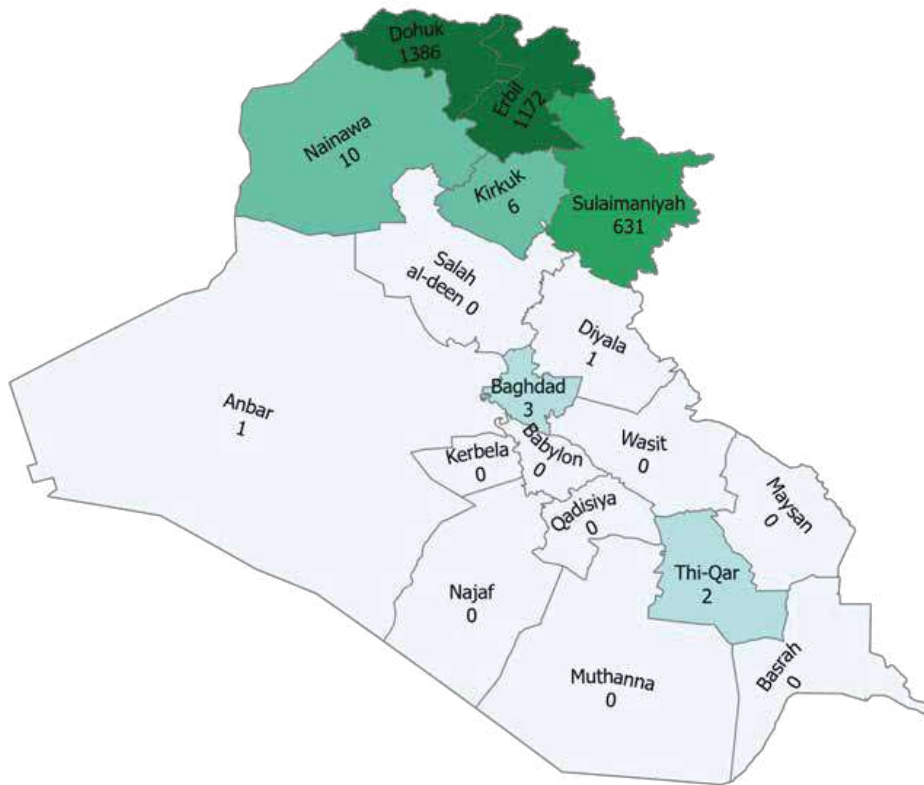 Dohuk
1386
Erbil
1172
Nainawa
10
Kirkuk
6
Sulaimaniyah
631
Salah
al-deen 0
Diyala
1
Baghdad
3
Anbar
1
Kerbela
0
Babylon
0
Wasit
0
Qadisiya
0
Maysan
0
Thi-Qar
2
Najaf
0
Muthanna
0
Basrah
0